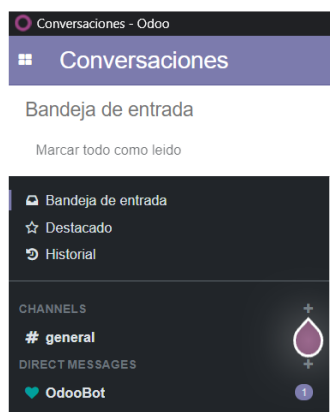 Conversaciones - Odoo
Conversaciones
Bandeja de entrada
Marcar todo como leido
Bandeja de entrada
Destacado
Historial
CHANNELS +
# general
DIRECT MESSAGES +
OdooBot 1